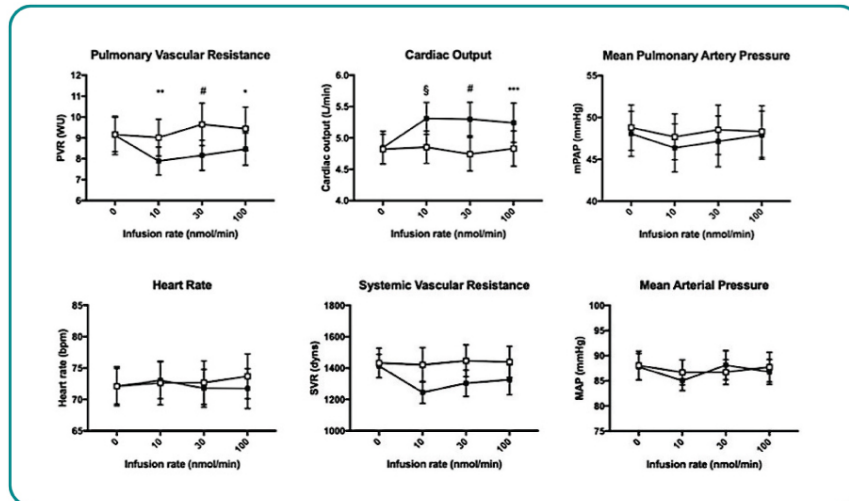 Pulmonary Vascular Resistance
PVR (WU)
12
11
10
9
8
7
6
** # *
0 10 30 100
Infusion rate (nmol/min)
Cardiac Output
Cardiac output (L/min)
6.0
5.5
5.0
4.5
4.0
§ # ***
0 10 30 100
Infusion rate (nmol/min)
Mean Pulmonary Artery Pressure
mPAP (mmHg)
50
45
40
0 10 30 100
Infusion rate (nmol/min)
Heart Rate
Heart rate (bpm)
85
80
75
70
65
0 10 30 100
Infusion rate (nmol/min)
Systemic Vascular Resistance
SVR (dyns)
1800
1600
1400
1200
1000
0 10 30 100
Infusion rate (nmol/min)
Mean Arterial Pressure
MAP (mmHg)
100
95
90
85
80
75
0 10 30 100
Infusion rate (nmol/min)